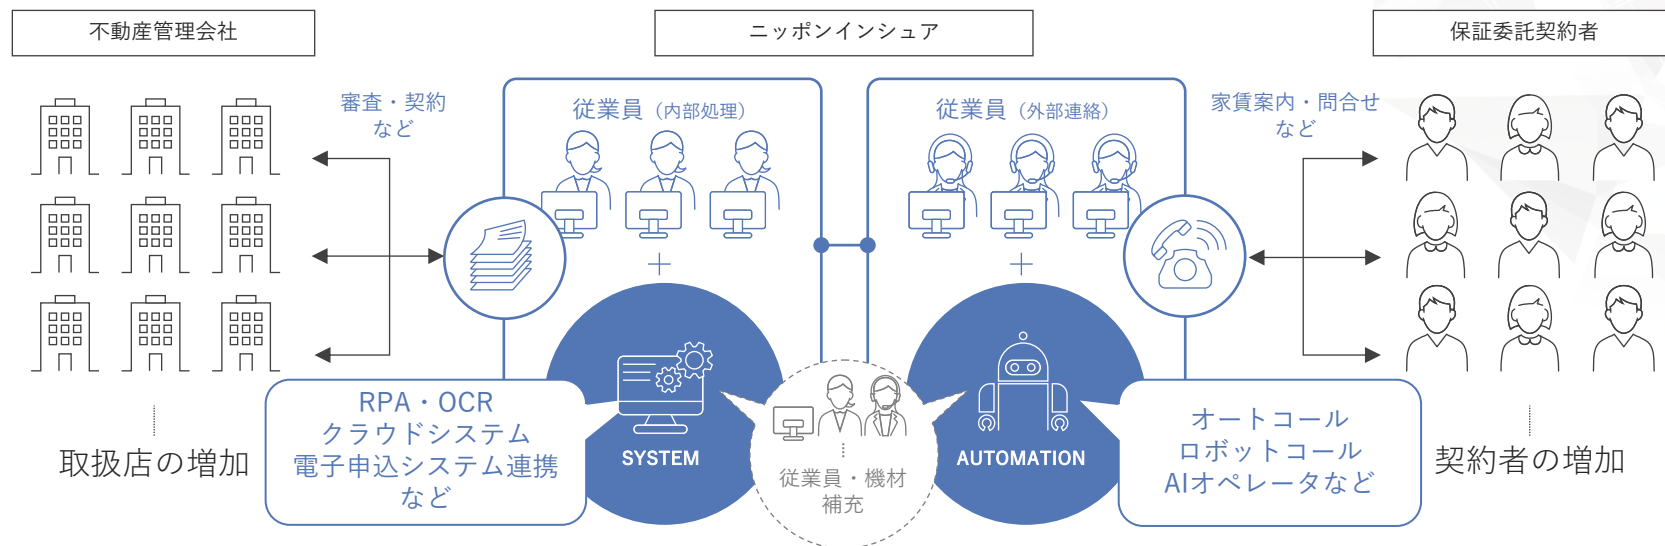 不動産管理会社
ニッポンインシュア
保証委託契約者
審査・契約
など
従業員（内部処理）
従業員（外部連絡）
家賃案内・問合せ
など
RPA・OCR
クラウドシステム
電子申込システム連携
など
SYSTEM
従業員・機材
補充
AUTOMATION
オートコール
ロボットコール
AIオペレータなど
取扱店の増加
契約者の増加